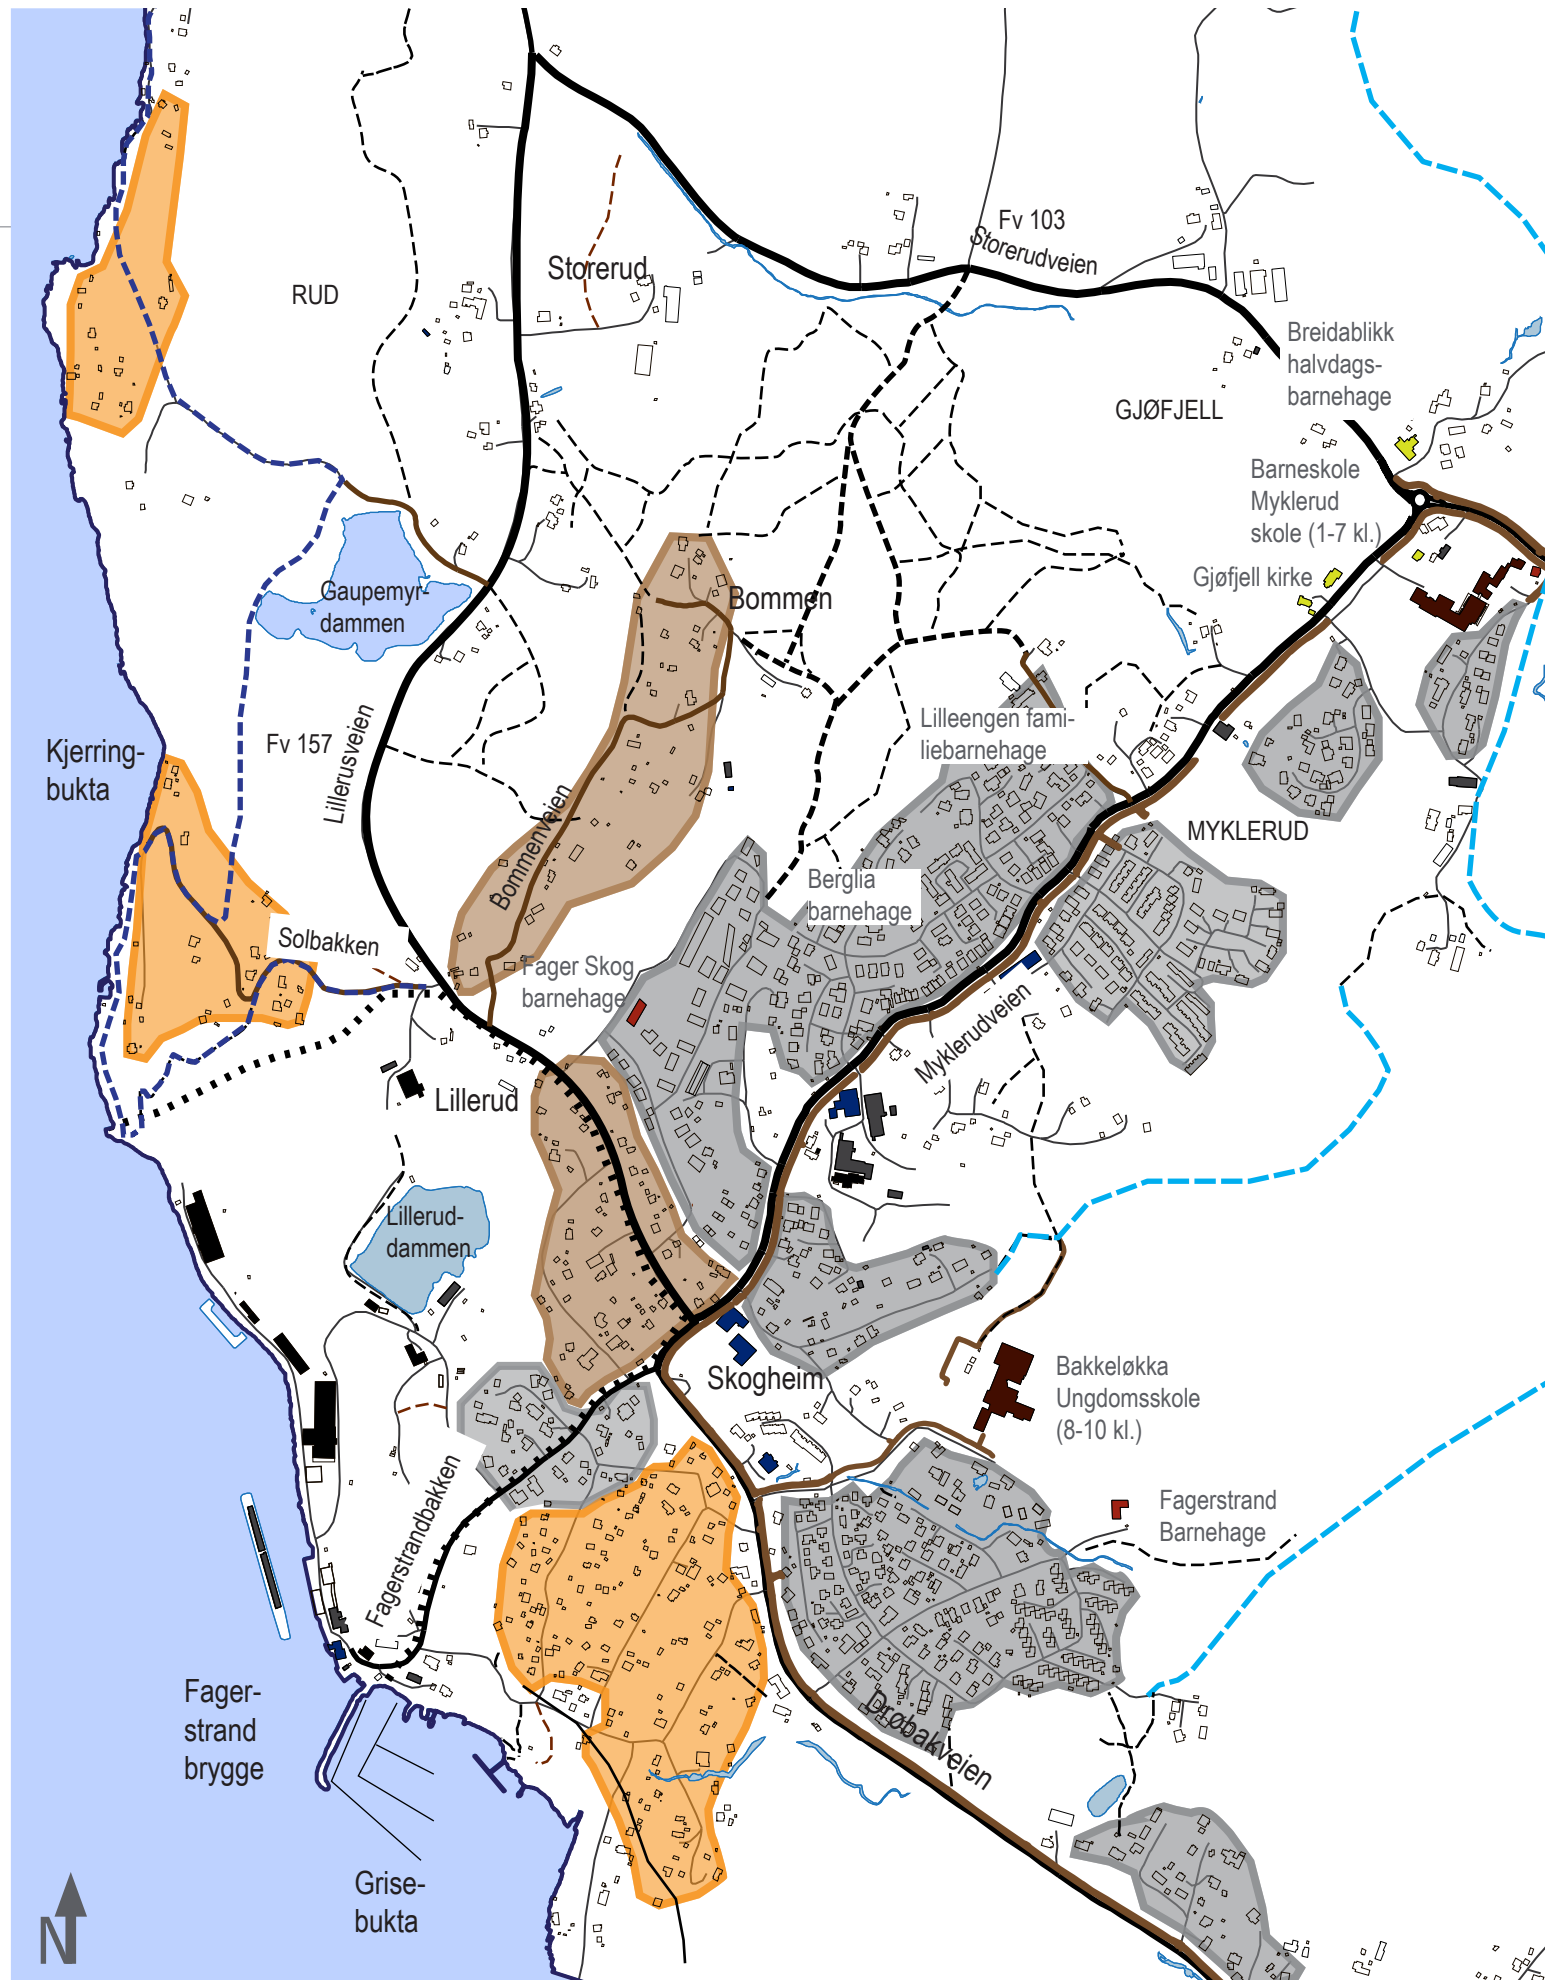 Fv 103
Storerudveien
Storerud
RUD
Breidablikk
halvdags-
barnehage
GJØFJELL
Barneskole
Myklerud
skole (1-7 kl.)
Gjøfjell kirke
Gaupemyr-
dammen
Bommen
Lilleengen fami-
liebarnehage
Kjerring-
bukta
Fv 157
Lillerusveien
MYKLERUD
Bommenveien
Berglia
barnehage
Solbakken
Fager Skog
barnehage
Myklerudveien
Lillerud
Lillerud-
dammen
Skogheim
Bakkeløkka
Ungdomsskole
(8-10 kl.)
Fagerstrandbakken
Fagerstrand
Barnehage
Fager-
strand
brygge
Drøbakveien
Grise-
bukta
N